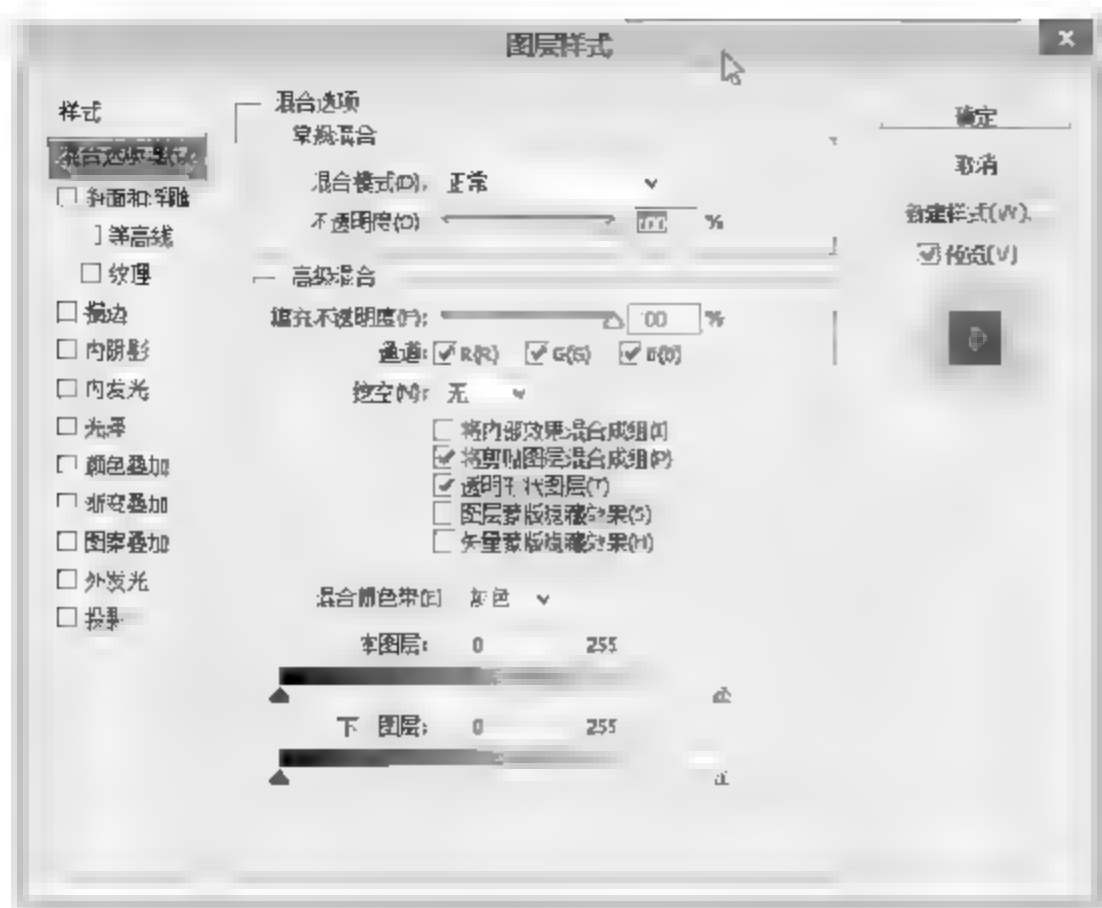 图层样式
样式
混合选项
斜面和浮雕
等高线
纹理
描边
内阴影
内发光
光泽
颜色叠加
渐变叠加
图案叠加
外发光
投影
混合选项
常规混合
混合模式(D): 正常
不透明度(O) 100 %
高级混合
填充不透明度(F): 100 %
通道: R(R) G(G) B(B)
挖空(N): 无
将内部效果混合成组(I)
将剪贴图层混合成组(P)
透明形状图层(T)
图层蒙版隐藏效果(S)
矢量蒙版隐藏效果(H)
混合颜色带(E) 灰色
本图层: 0 255
下 图层: 0 255
确定
取消
新建样式(W)...
预览(V)